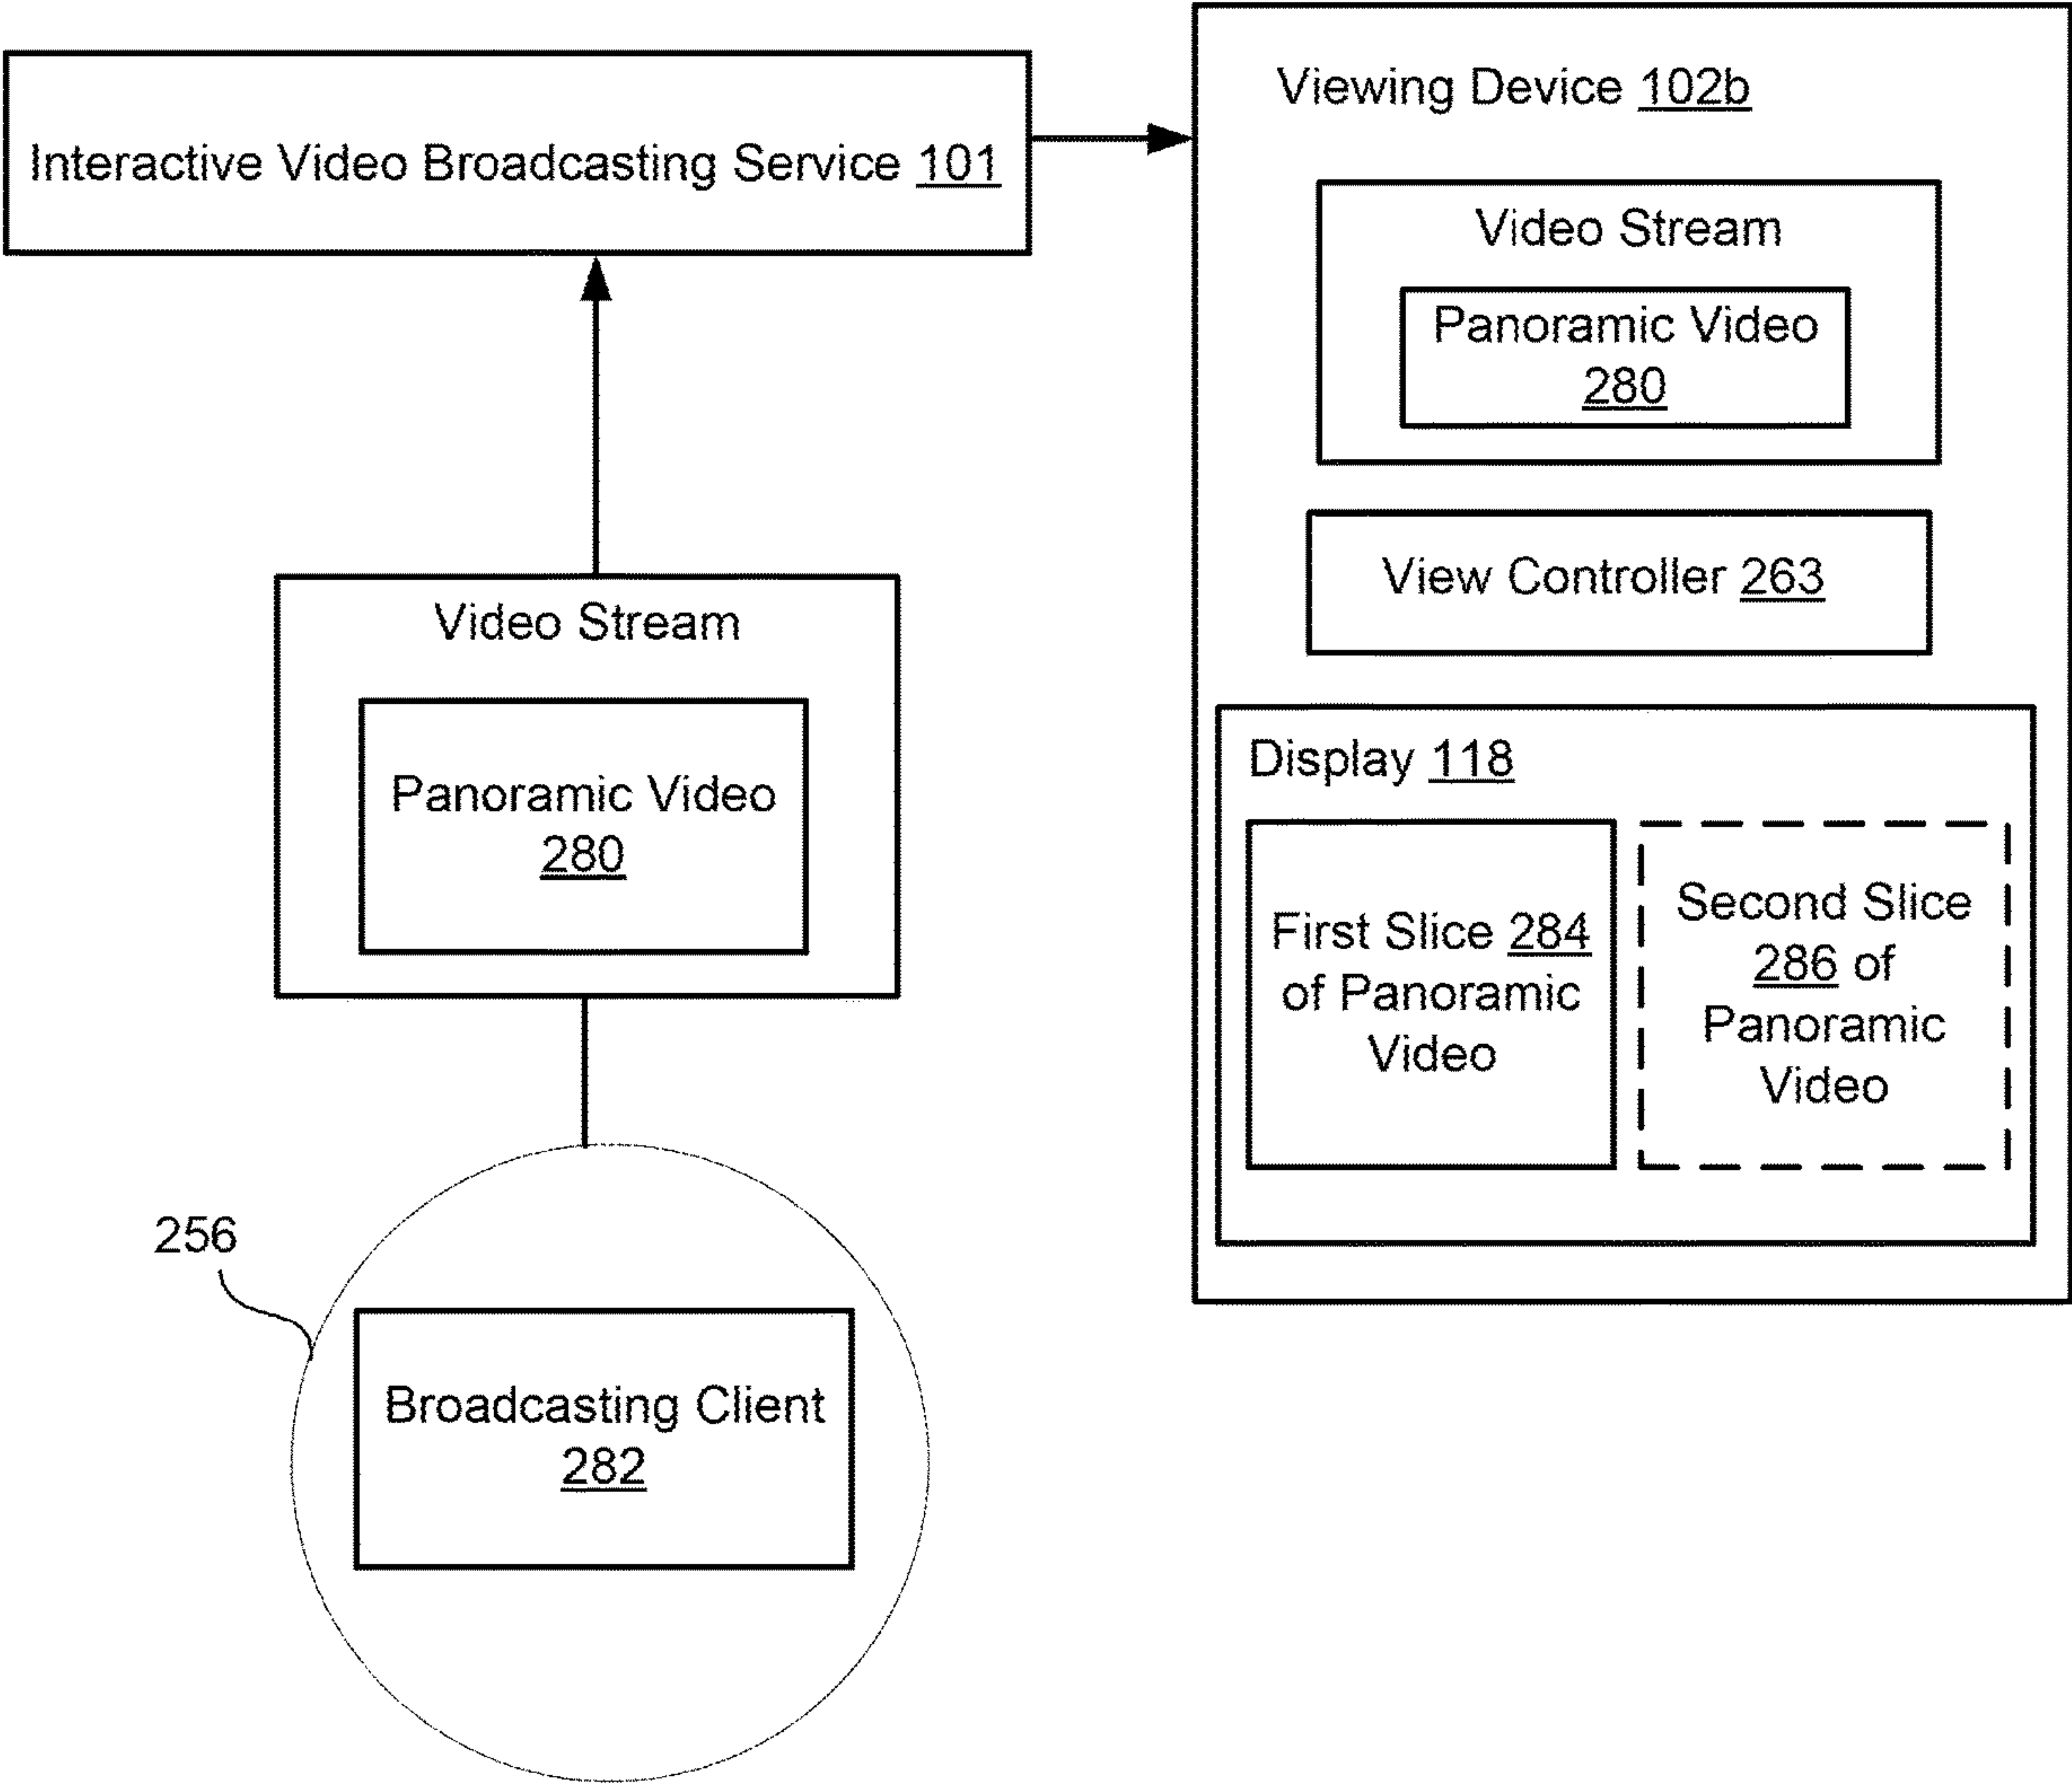 Interactive Video Broadcasting Service 101
Video Stream
Panoramic Video
280
256
Broadcasting Client
282
Viewing Device 102b
Video Stream
Panoramic Video
280
View Controller 263
Display 118
First Slice 284
of Panoramic
Video
Second Slice
286 of
Panoramic
Video